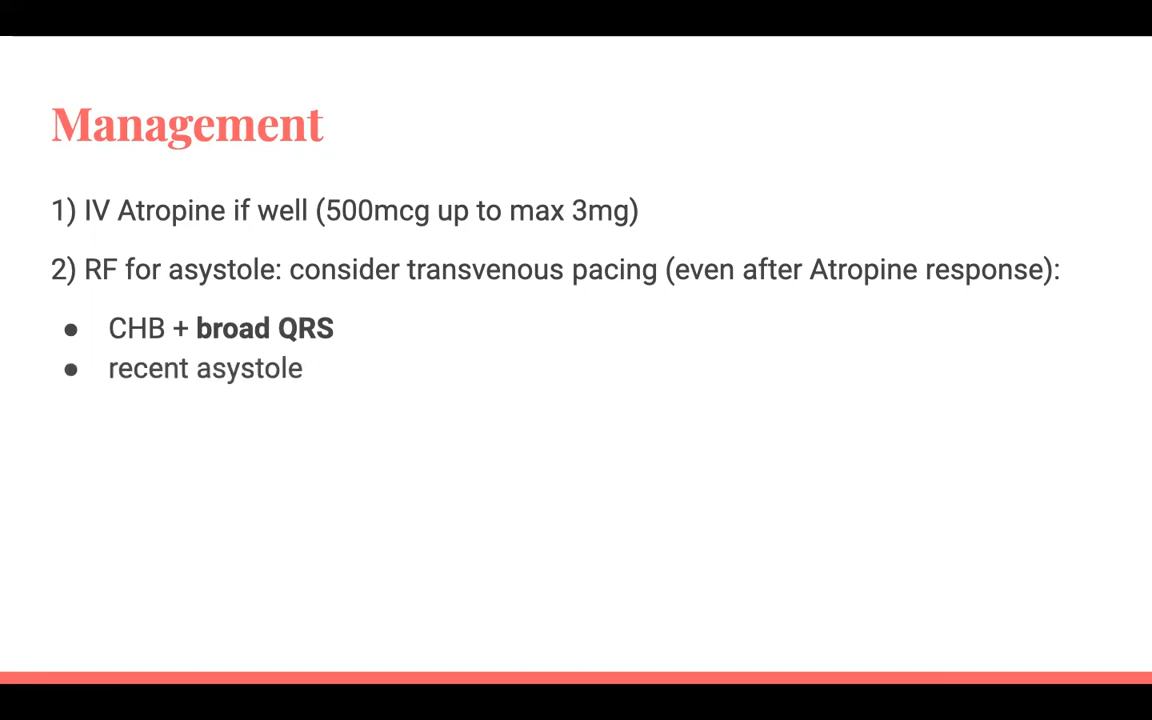 Management
1) IV Atropine if well (500mcg up to max 3mg)
2) RF for asystole: consider transvenous pacing (even after Atropine response):
● CHB + broad QRS
● recent asystole